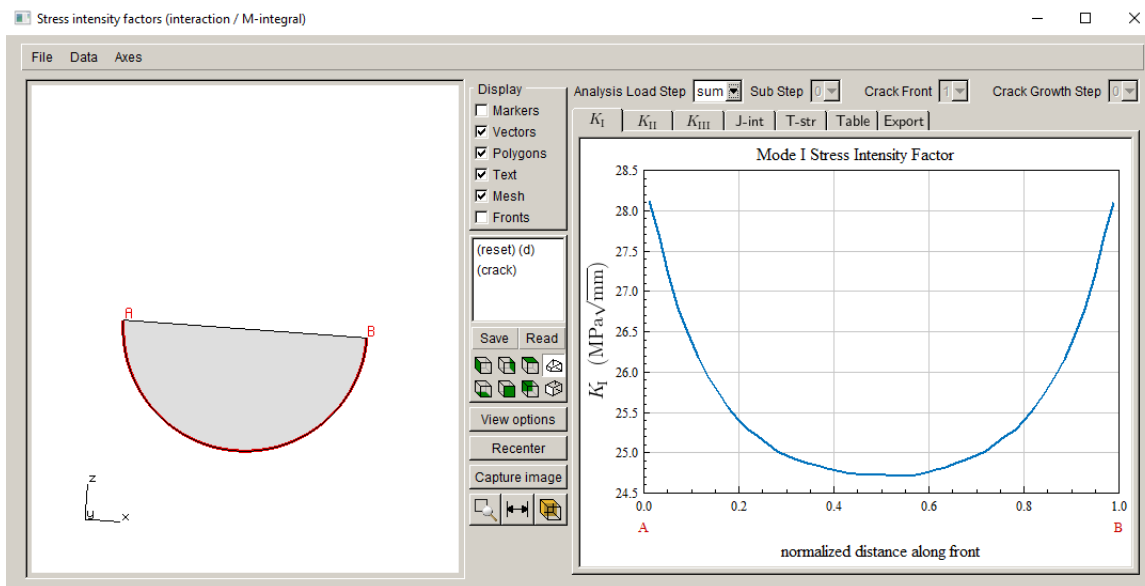 Stress intensity factors (interaction / M-integral)
File Data Axes
Display
Markers
Vectors
Polygons
Text
Mesh
Fronts
(reset) (d)
(crack)
Save Read
View options
Recenter
Capture image
A
B
z
y
x
Analysis Load Step sum Sub Step 0 Crack Front 1 Crack Growth Step 0
K_I K_II K_III J-int T-str Table Export
Mode I Stress Intensity Factor
28.5
28.0
27.5
27.0
26.5
26.0
25.5
25.0
24.5
K_I (MPa√mm)
0.0 0.2 0.4 0.6 0.8 1.0
A B
normalized distance along front